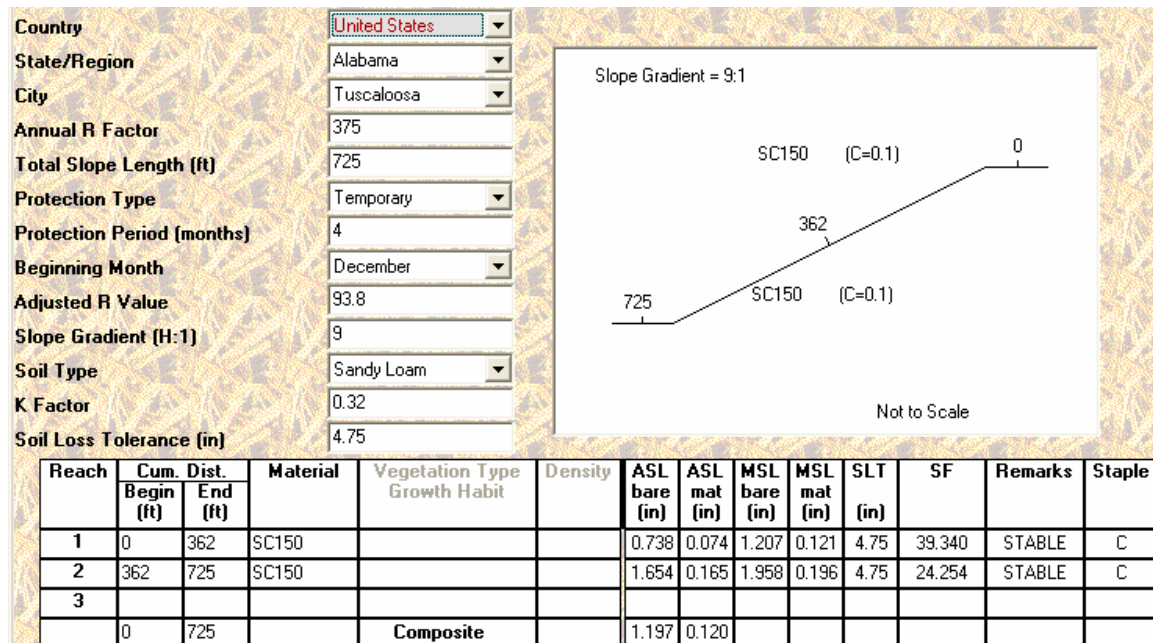 Country United States
State/Region Alabama
City Tuscaloosa
Annual R Factor 375
Total Slope Length (ft) 725
Protection Type Temporary
Protection Period (months) 4
Beginning Month December
Adjusted R Value 93.8
Slope Gradient (H:1) 9
Soil Type Sandy Loam
K Factor 0.32
Soil Loss Tolerance (in) 4.75
Slope Gradient = 9:1
SC150 (C=0.1) 0
362
725 SC150 (C=0.1)
Not to Scale
Reach Cum. Dist. Material Vegetation Type Density ASL ASL MSL MSL SLT SF Remarks Staple
Begin End Growth Habit bare mat bare mat
(ft) (ft) (in) (in) (in) (in) (in)
1 0 362 SC150 0.738 0.074 1.207 0.121 4.75 39.340 STABLE C
2 362 725 SC150 1.654 0.165 1.958 0.196 4.75 24.254 STABLE C
3
0 725 Composite 1.197 0.120